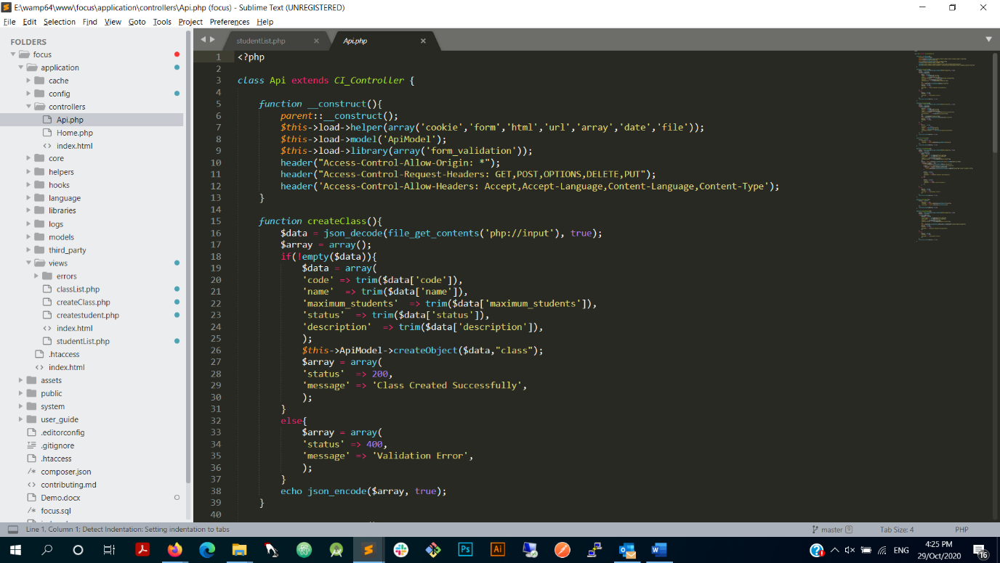 E:\wamp64\www\focus\application\controllers\Api.php (focus) - Sublime Text (UNREGISTERED)
File Edit Selection Find View Goto Tools Project Preferences Help
FOLDERS
focus
application
cache
config
controllers
Api.php
Home.php
<> index.html
core
helpers
hooks
language
libraries
logs
models
third_party
views
errors
classList.php
createClass.php
createstudent.php
<> index.html
studentList.php
.htaccess
<> index.html
assets
public
system
user_guide
.editorconfig
.gitignore
.htaccess
/* composer.json
<> contributing.md
Demo.docx
/* focus.sql
studentList.php × Api.php ×
1 <?php
2
3 class Api extends CI_Controller {
4
5 function __construct(){
6 parent::__construct();
7 $this->load->helper(array('cookie','form','html','url','array','date','file'));
8 $this->load->model('ApiModel');
9 $this->load->library(array('form_validation'));
10 header("Access-Control-Allow-Origin: *");
11 header("Access-Control-Request-Headers: GET,POST,OPTIONS,DELETE,PUT");
12 header('Access-Control-Allow-Headers: Accept,Accept-Language,Content-Language,Content-Type');
13 }
14
15 function createClass(){
16 $data = json_decode(file_get_contents('php://input'), true);
17 $array = array();
18 if(!empty($data)){
19 $data = array(
20 'code' => trim($data['code']),
21 'name' => trim($data['name']),
22 'maximum_students' => trim($data['maximum_students']),
23 'status' => trim($data['status']),
24 'description' => trim($data['description']),
25 );
26 $this->ApiModel->createObject($data,"class");
27 $array = array(
28 'status' => 200,
29 'message' => 'Class Created Successfully',
30 );
31 }
32 else{
33 $array = array(
34 'status' => 400,
35 'message' => 'Validation Error',
36 );
37 }
38 echo json_encode($array, true);
39 }
40
Line 1, Column 1; Detect Indentation: Setting indentation to tabs master 9 Tab Size: 4 PHP
Ps Ai W ENG
4:25 PM
29/Oct/2020
16